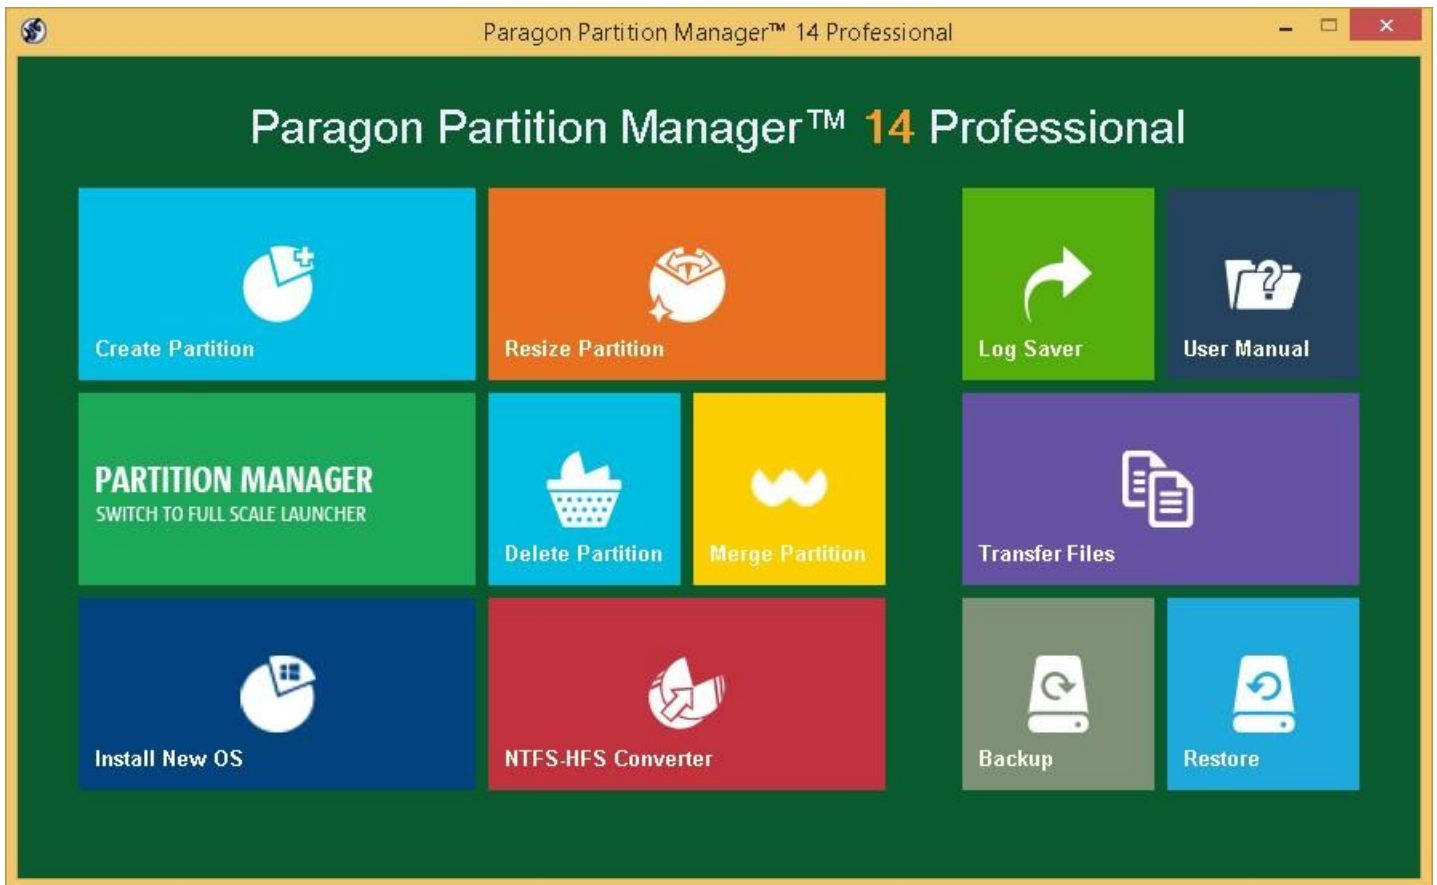 Paragon Partition Manager™ 14 Professional
Paragon Partition Manager™ 14 Professional
Create Partition
Resize Partition
Log Saver
User Manual
PARTITION MANAGER
SWITCH TO FULL SCALE LAUNCHER
Delete Partition
Merge Partition
Transfer Files
Install New OS
NTFS-HFS Converter
Backup
Restore